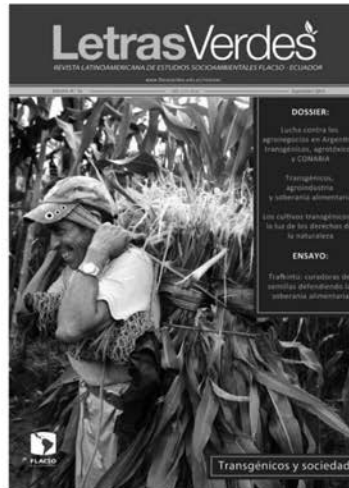 LetrasVerdes
REVISTA LATINOAMERICANA DE ESTUDIOS SOCIOAMBIENTALES FLACSO - ECUADOR
DOSSIER:
Lucha contra los
agronegocios en Argentina
transgénicos, agrotóxicos
y CONABIA
Transgénicos,
agroindustria
y soberanía alimentaria
Los cultivos transgénicos
la luz de los derechos de
la naturaleza
ENSAYO:
Trafkintü: curadoras de
semillas defendiendo la
soberanía alimentaria
FLACSO
Transgénicos y sociedad